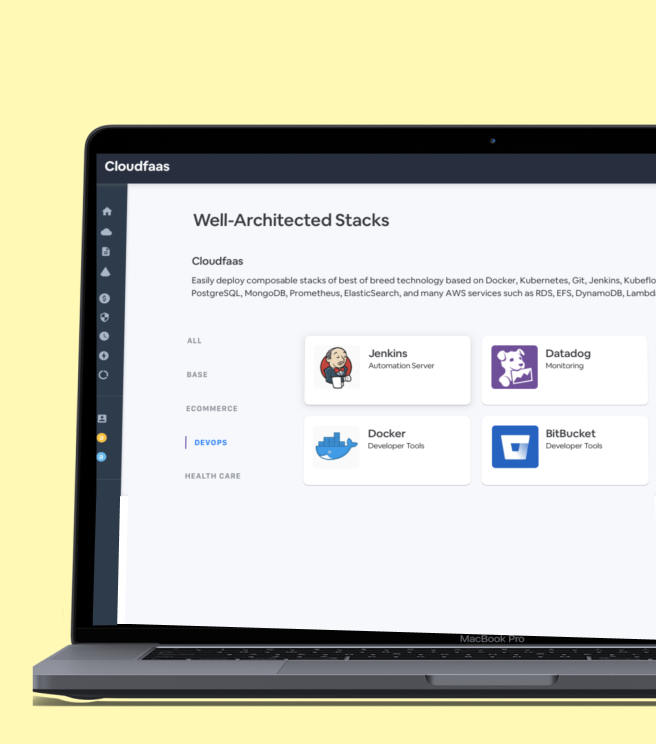 Cloudfaas
Well-Architected Stacks
Cloudfaas
Easily deploy composable stacks of best of breed technology based on Docker, Kubernetes, Git, Jenkins, Kubeflo
PostgreSQL, MongoDB, Prometheus, ElasticSearch, and many AWS services such as RDS, EFS, DynamoDB, Lambd
ALL
BASE
ECOMMERCE
DEVOPS
HEALTH CARE
Jenkins
Automation Server
Datadog
Monitoring
Docker
Developer Tools
BitBucket
Developer Tools
MacBook Pro